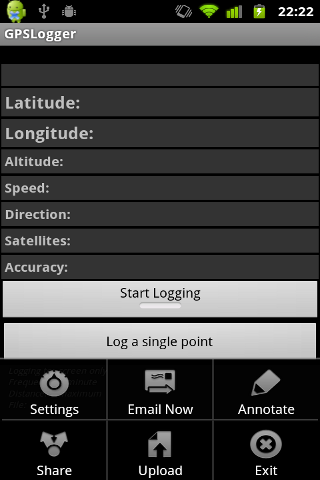 22:22
GPSLogger
Latitude:
Longitude:
Altitude:
Speed:
Direction:
Satellites:
Accuracy:
Start Logging
Log a single point
Settings
Email Now
Annotate
Share
Upload
Exit